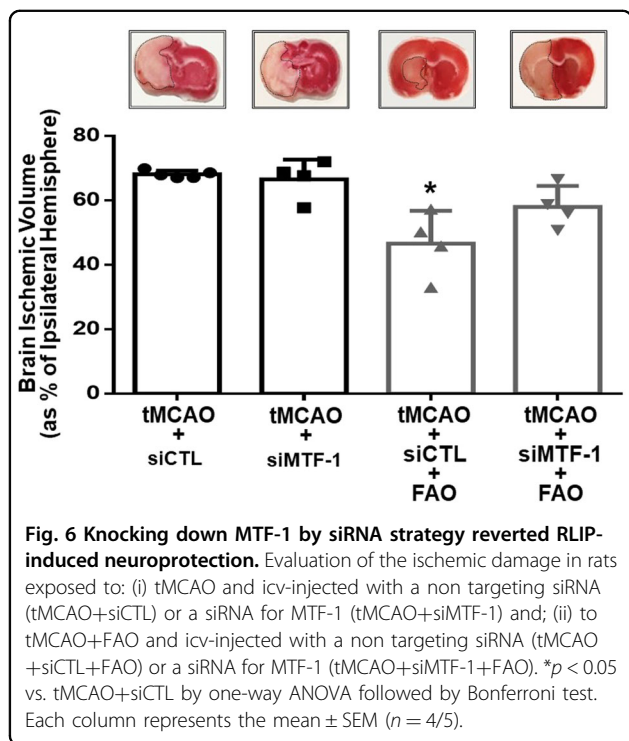 80
60
40
20
0
Brain Ischemic Volume
(as % of Ipsilateral Hemisphere)
*
tMCAO
+
siCTL
tMCAO
+
siMTF-1
tMCAO
+
siCTL
+
FAO
tMCAO
+
siMTF-1
+
FAO
Fig. 6 Knocking down MTF-1 by siRNA strategy reverted RLIP-
induced neuroprotection. Evaluation of the ischemic damage in rats
exposed to: (i) tMCAO and icv-injected with a non targeting siRNA
(tMCAO+siCTL) or a siRNA for MTF-1 (tMCAO+siMTF-1) and; (ii) to
tMCAO+FAO and icv-injected with a non targeting siRNA (tMCAO
+siCTL+FAO) or a siRNA for MTF-1 (tMCAO+siMTF-1+FAO). *p < 0.05
vs. tMCAO+siCTL by one-way ANOVA followed by Bonferroni test.
Each column represents the mean ± SEM (n = 4/5).